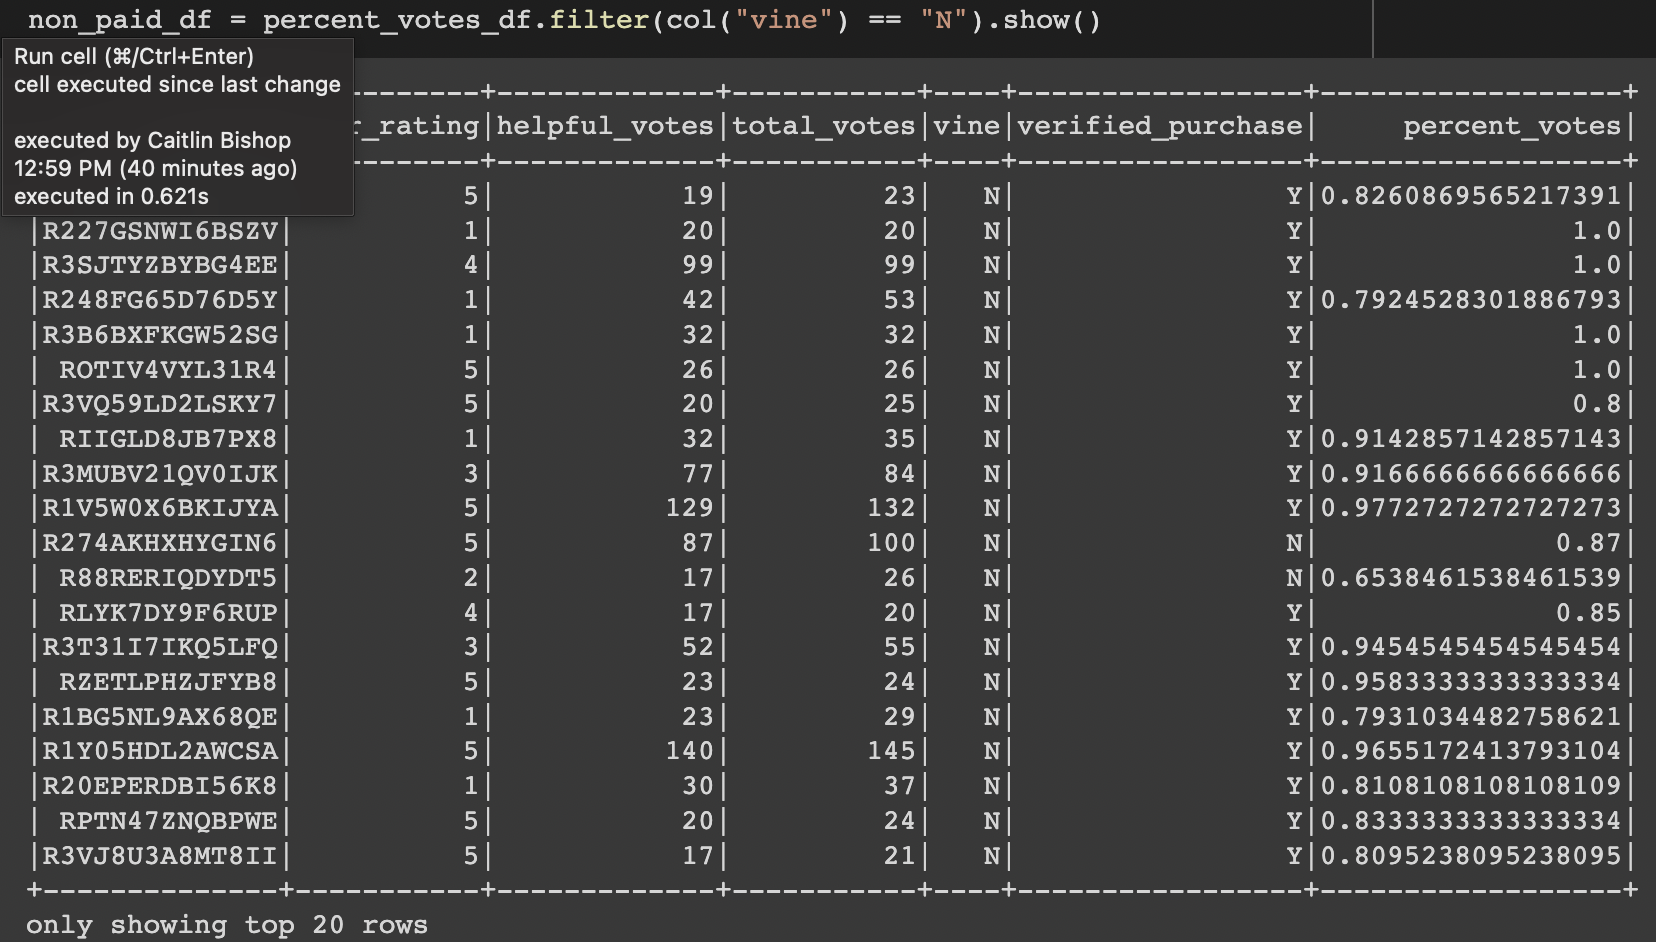 non_paid_df = percent_votes_df.filter(col("vine") == "N").show()
Run cell (⌘/Ctrl+Enter)
cell executed since last change
executed by Caitlin Bishop
12:59 PM (40 minutes ago)
executed in 0.621s
--------+-------------+-----------+----+-----------------+------------------+
r_rating|helpful_votes|total_votes|vine|verified_purchase|     percent_votes|
--------+-------------+-----------+----+-----------------+------------------+
5|           19|         23|   N|                Y|0.8260869565217391|
|R227GSNWI6BSZV|          1|           20|         20|   N|                Y|               1.0|
|R3SJTYZBYBG4EE|          4|           99|         99|   N|                Y|               1.0|
|R248FG65D76D5Y|          1|           42|         53|   N|                Y|0.7924528301886793|
|R3B6BXFKGW52SG|          1|           32|         32|   N|                Y|               1.0|
| ROTIV4VYL31R4|          5|           26|         26|   N|                Y|               1.0|
|R3VQ59LD2LSKY7|          5|           20|         25|   N|                Y|               0.8|
| RIIGLD8JB7PX8|          1|           32|         35|   N|                Y|0.9142857142857143|
|R3MUBV21QV0IJK|          3|           77|         84|   N|                Y|0.9166666666666666|
|R1V5W0X6BKIJYA|          5|          129|        132|   N|                Y|0.9772727272727273|
|R274AKHXHYGIN6|          5|           87|        100|   N|                N|              0.87|
| R88RERIQDYDT5|          2|           17|         26|   N|                N|0.6538461538461539|
| RLYK7DY9F6RUP|          4|           17|         20|   N|                Y|              0.85|
|R3T31I7IKQ5LFQ|          3|           52|         55|   N|                Y|0.9454545454545454|
| RZETLPHZJFYB8|          5|           23|         24|   N|                Y|0.9583333333333334|
|R1BG5NL9AX68QE|          1|           23|         29|   N|                Y|0.7931034482758621|
|R1Y05HDL2AWCSA|          5|          140|        145|   N|                Y|0.9655172413793104|
|R20EPERDBI56K8|          1|           30|         37|   N|                Y|0.8108108108108109|
| RPTN47ZNQBPWE|          5|           20|         24|   N|                Y|0.8333333333333334|
|R3VJ8U3A8MT8II|          5|           17|         21|   N|                Y|0.8095238095238095|
+--------------+-----------+-------------+-----------+----+-----------------+------------------+
only showing top 20 rows